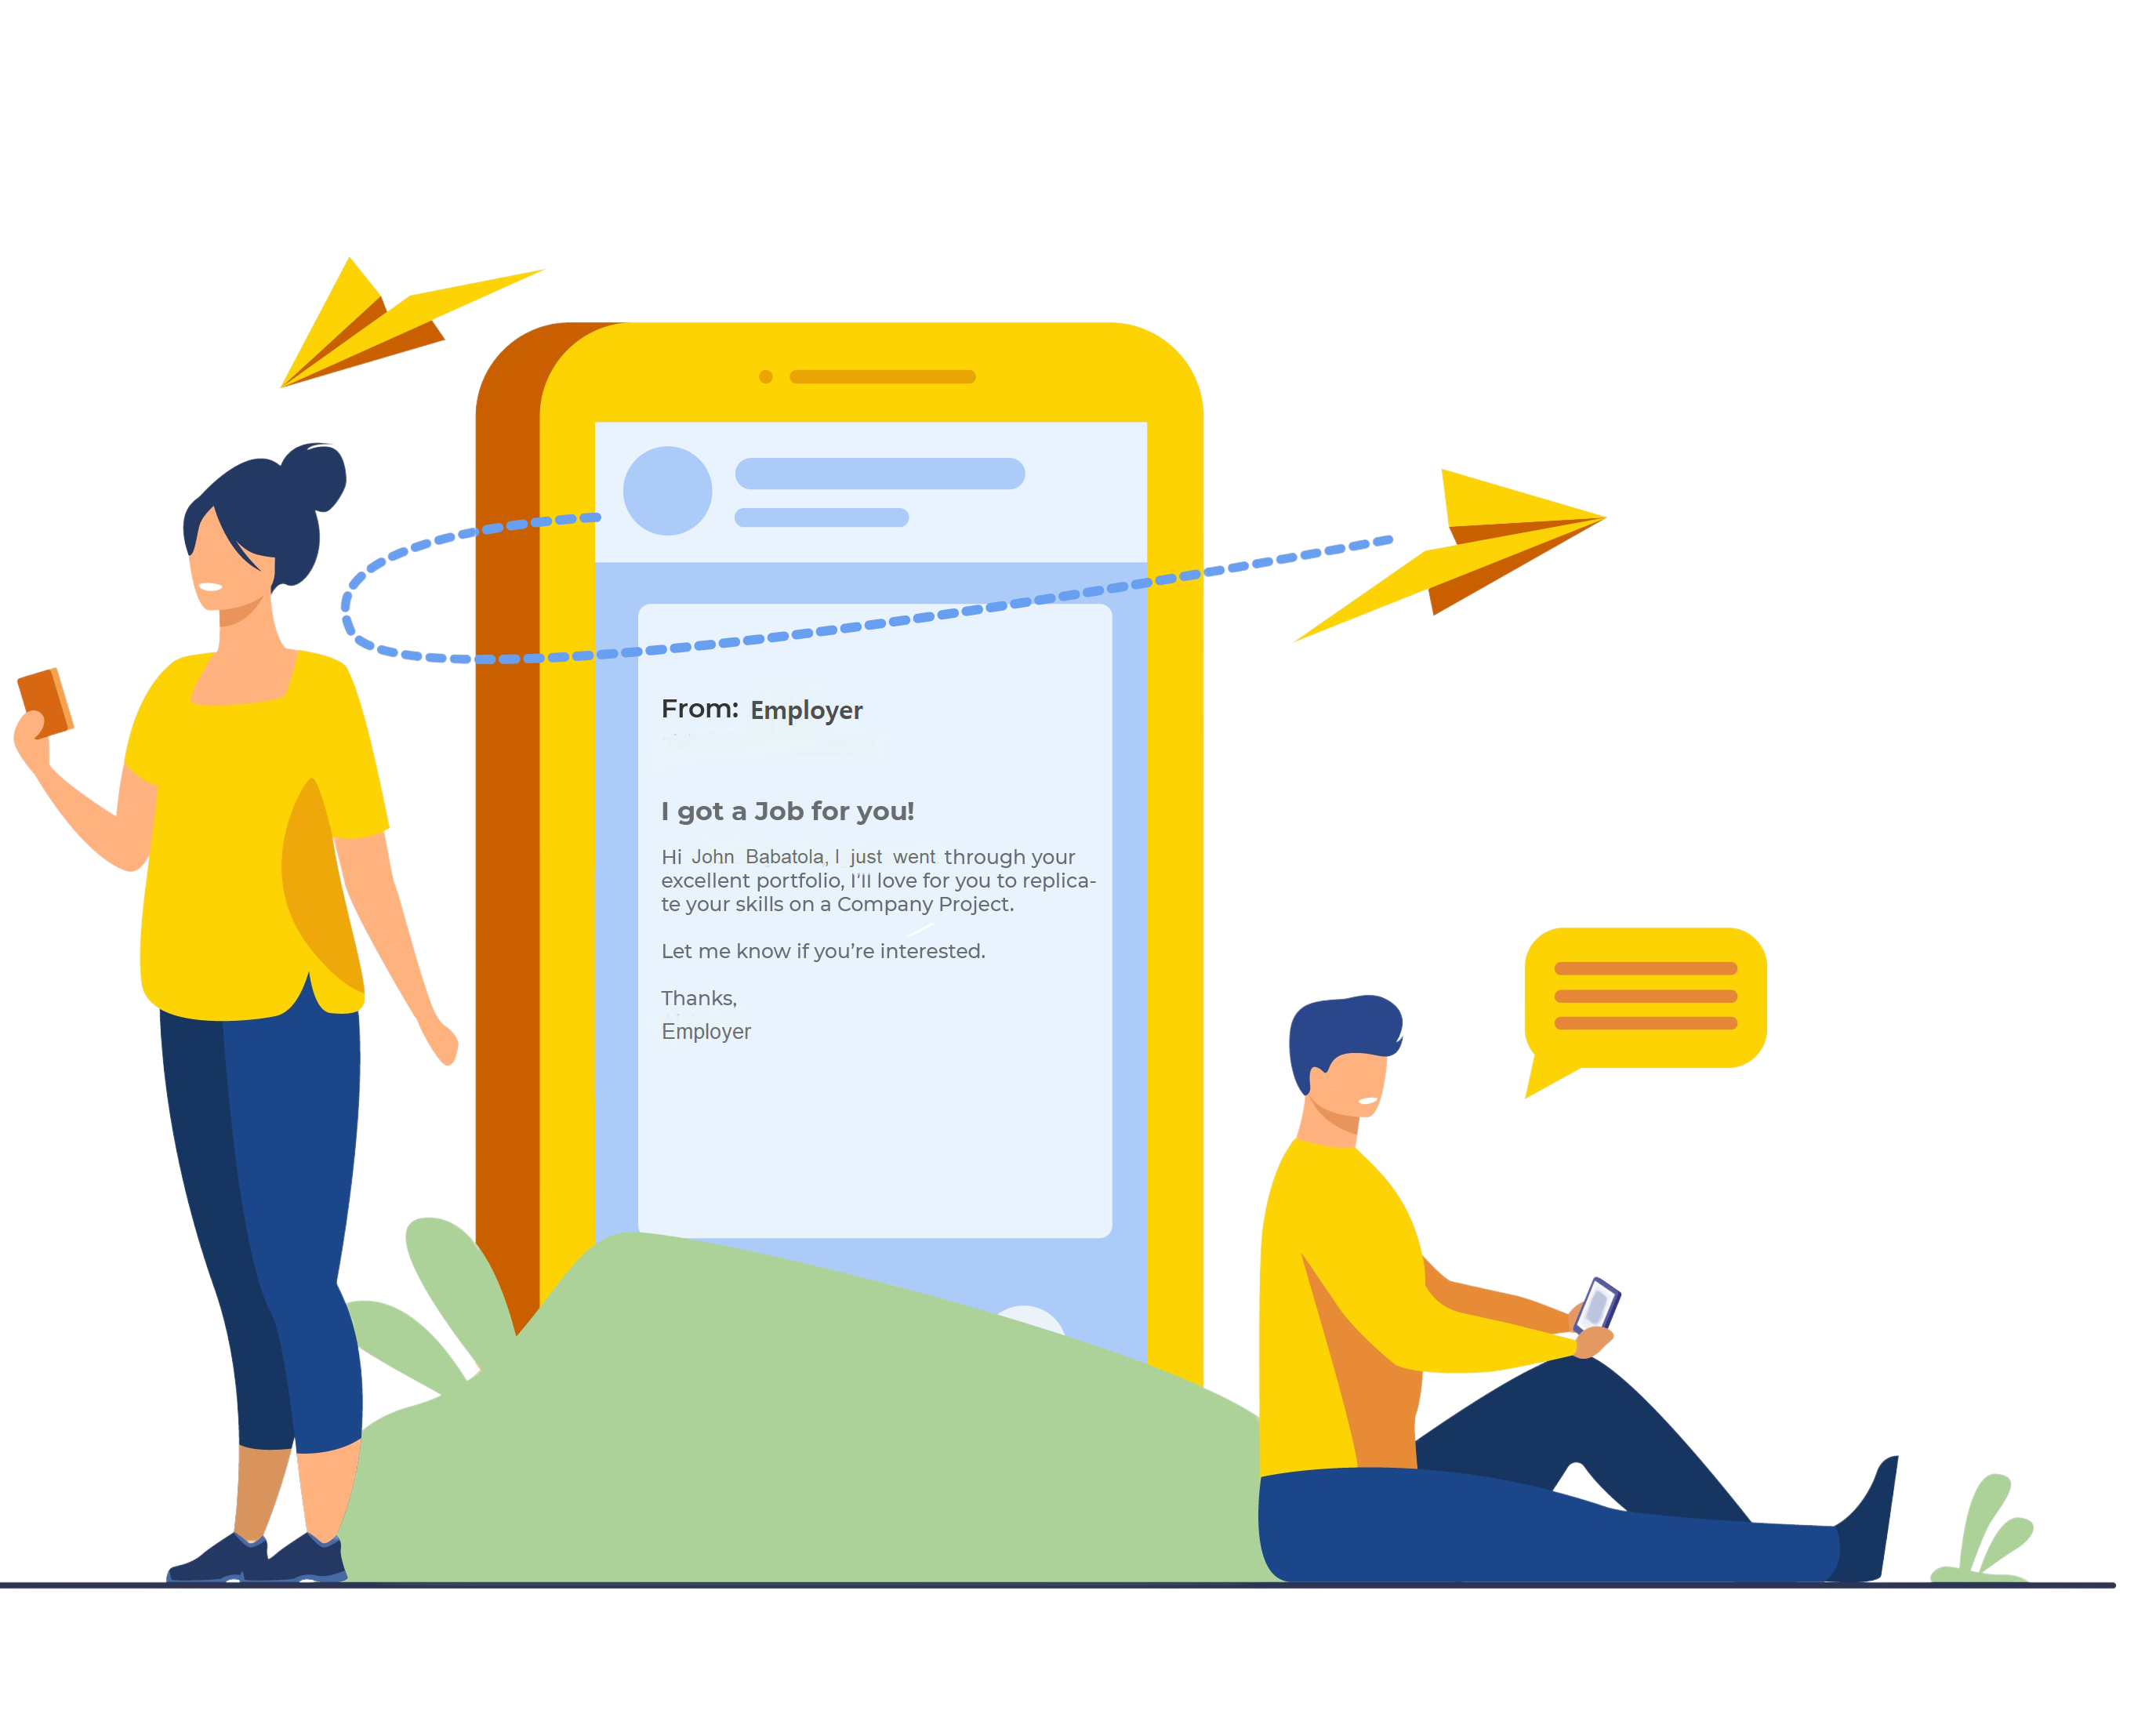 From: Employer
I got a Job for you!
Hi John Babatola, I just went through your
excellent portfolio, I'll love for you to replica-
te your skills on a Company Project.
Let me know if you’re interested.
Thanks,
Employer